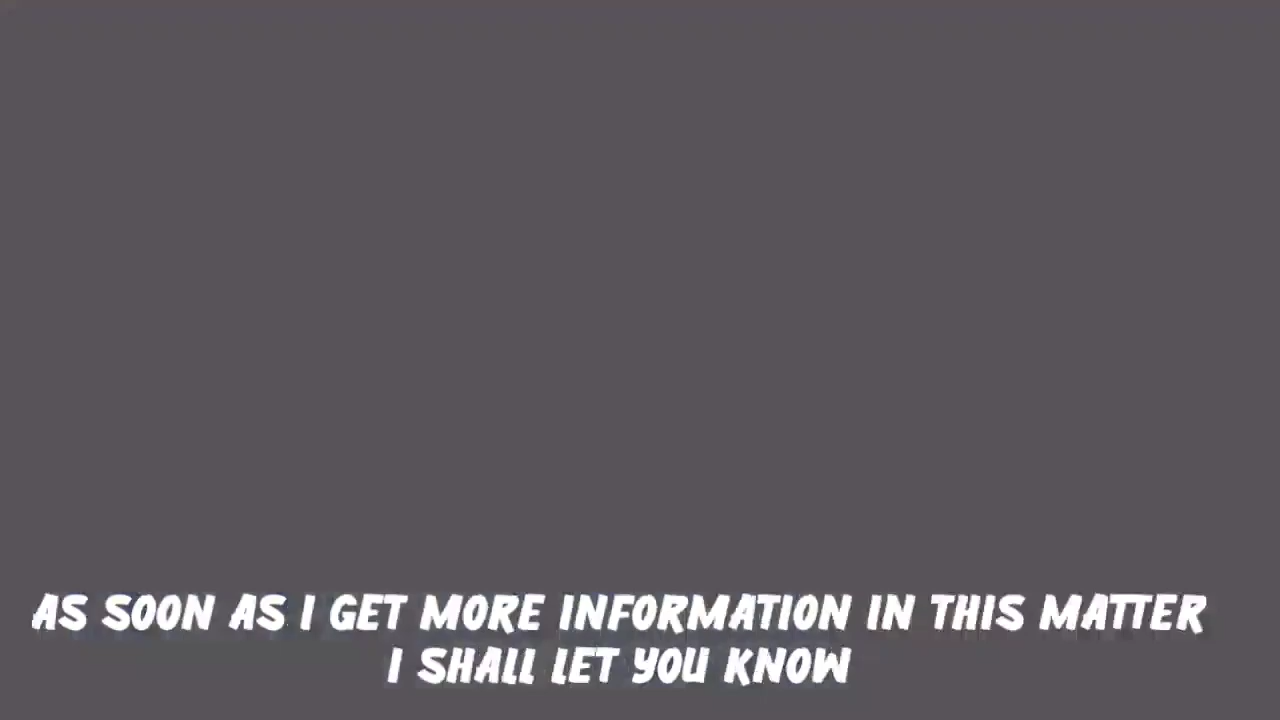 AS SOON AS I GET MORE INFORMATION IN THIS MATTER
I SHALL LET YOU KNOW